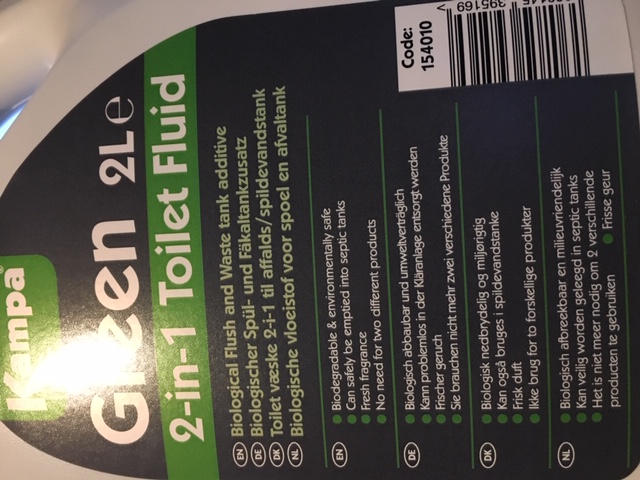 Kampa®
Green 2L e
2-in-1 Toilet Fluid
EN Biological Flush and Waste tank additive
DE Biologischer Spül- und Fäkaltankzusatz
DK Toilet væske 2-i-1 til affalds/spildevandstank
NL Biologische vloeistof voor spoel en afvaltank
EN
Biodegradable & environmentally safe
Can safely be emptied into septic tanks
Fresh fragrance
No need for two different products
DE
Biologisch abbaubar und umweltverträglich
Kann problemlos in der Kläranlage entsorgt werden
Frischer geruch
Sie brauchen nicht mehr zwei verschiedene Produkte
DK
Biologisk nedbrydelig og miljørigtig
Kan også bruges i spildevandstanke
Frisk duft
Ikke brug for to forskellige produkter
NL
Biologisch afbreekbaar en milieuvriendelijk
Kan veilig worden geleegd in septic tanks
Het is niet meer nodig om 2 verschillende
producten te gebruiken Frisse geur
Code:
154010
395169